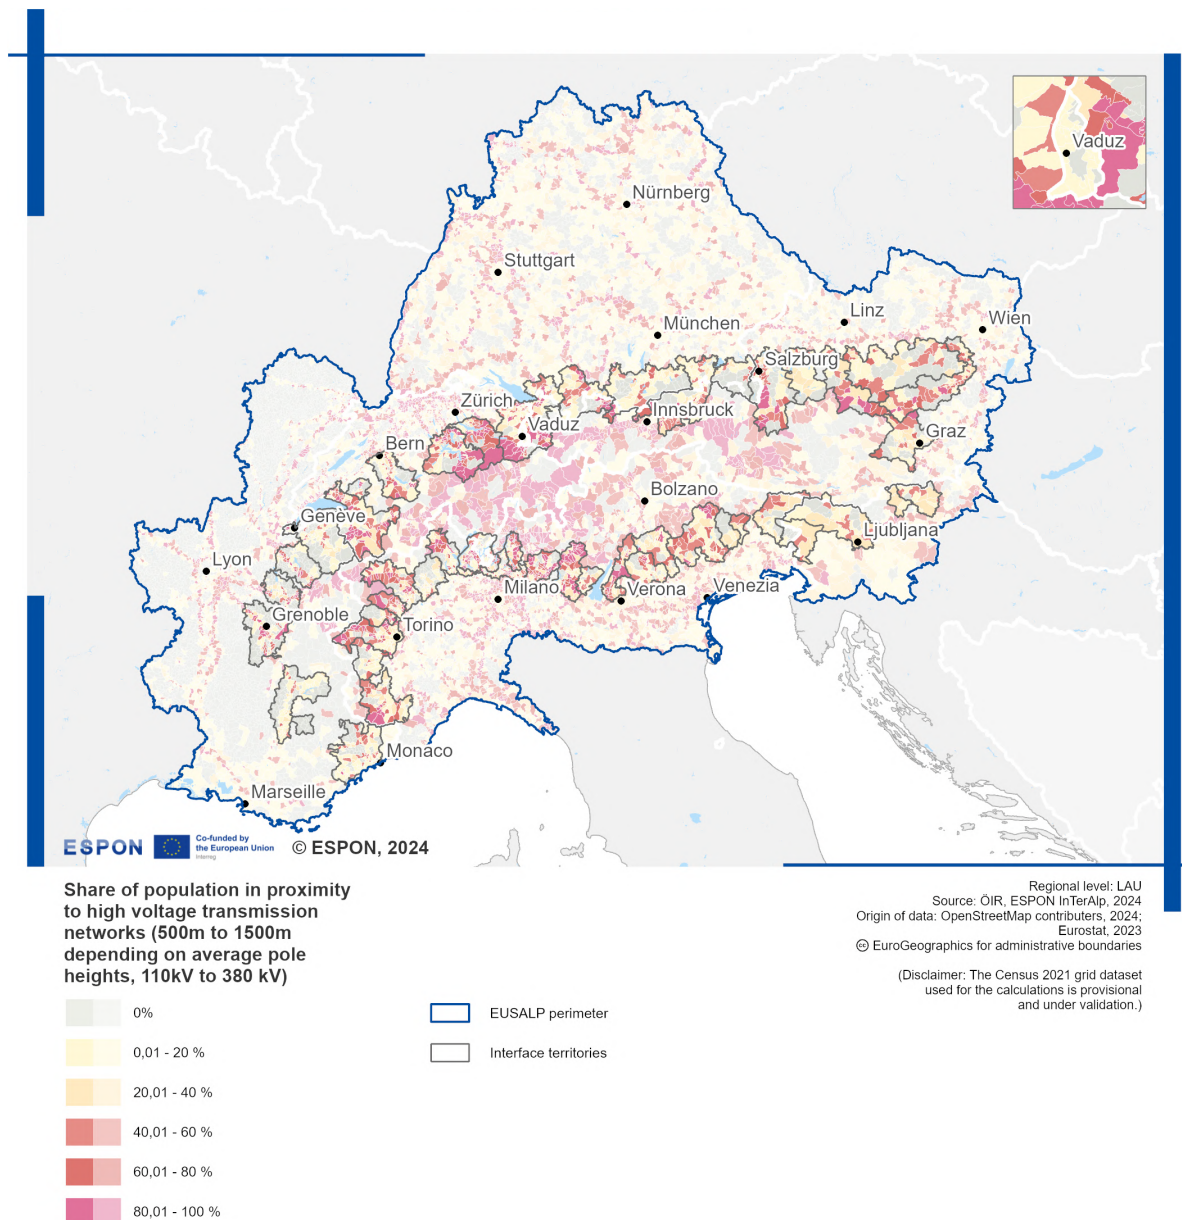 Nürnberg
Stuttgart
Linz
Wien
München
Salzburg
Zürich
Innsbruck
Vaduz
Vaduz
Bern
Graz
Bolzano
Genève
Ljubljana
Lyon
Milano
Verona
Venezia
Grenoble
Torino
Monaco
Marseille
ESPON
Co-funded by
the European Union
Interreg
© ESPON, 2024
Share of population in proximity
to high voltage transmission
networks (500m to 1500m
depending on average pole
heights, 110kV to 380 kV)
0%
0,01 - 20 %
20,01 - 40 %
40,01 - 60 %
60,01 - 80 %
80,01 - 100 %
EUSALP perimeter
Interface territories
Regional level: LAU
Source: ÖIR, ESPON InTerAlp, 2024
Origin of data: OpenStreetMap contributers, 2024;
Eurostat, 2023
㏄ EuroGeographics for administrative boundaries
(Disclaimer: The Census 2021 grid dataset
used for the calculations is provisional
and under validation.)